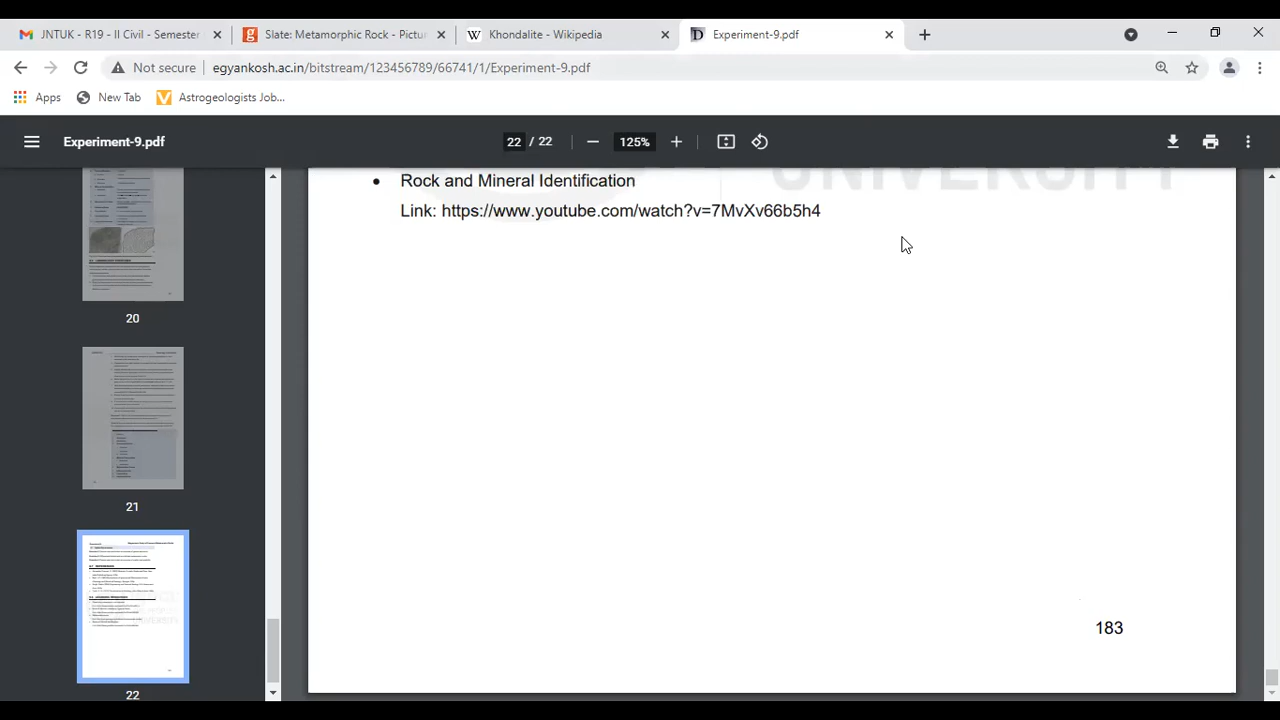 JNTUK - R19 - II Civil - Semester
Slate: Metamorphic Rock - Pictu
Khondalite - Wikipedia
Experiment-9.pdf
Not secure
egyankosh.ac.in/bitstream/123456789/66741/1/Experiment-9.pdf
Apps
New Tab
Astrogeologists Job...
Experiment-9.pdf
22 / 22
125%
UNIVERSITY
• Rock and Mineral Identification
Link: https://www.youtube.com/watch?v=7MvXv66b5h4
20
21
22
183